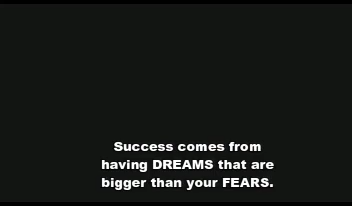 Success comes from
having DREAMS that are
bigger than your FEARS.